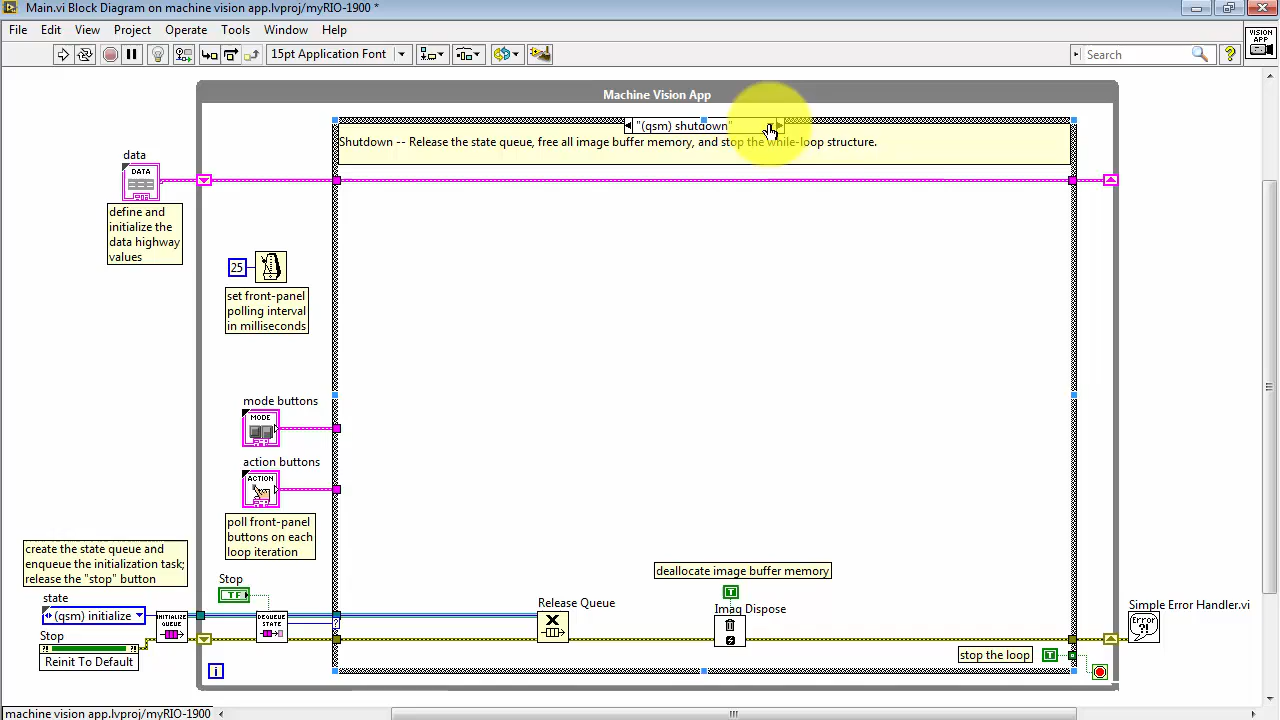 Main.vi Block Diagram on machine vision app.lvproj/myRIO-1900 *
File Edit View Project Operate Tools Window Help
15pt Application Font
Search
VISION
APP
Machine Vision App
"(qsm) shutdown"
Shutdown -- Release the state queue, free all image buffer memory, and stop the while-loop structure.
data
DATA
define and
initialize the
data highway
values
25
set front-panel
polling interval
in milliseconds
mode buttons
MODE
action buttons
ACTION
poll front-panel
buttons on each
loop iteration
create the state queue and
enqueue the initialization task;
release the "stop" button
state
(qsm) initialize
INITIALIZE
QUEUE
Stop
Reinit To Default
Stop
TF
DEQUEUE
STATE
i
Release Queue
deallocate image buffer memory
T
Imaq Dispose
stop the loop
T
Simple Error Handler.vi
Error
?!
machine vision app.lvproj/myRIO-1900